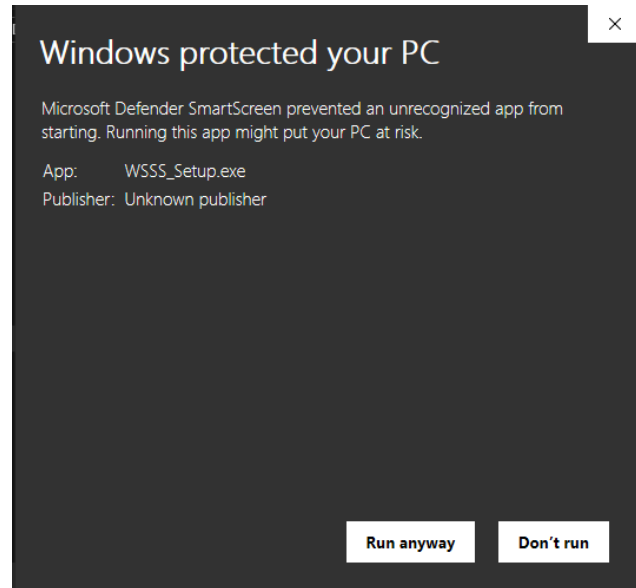 Windows protected your PC
Microsoft Defender SmartScreen prevented an unrecognized app from
starting. Running this app might put your PC at risk.
App: WSSS_Setup.exe
Publisher: Unknown publisher
Run anyway Don’t run